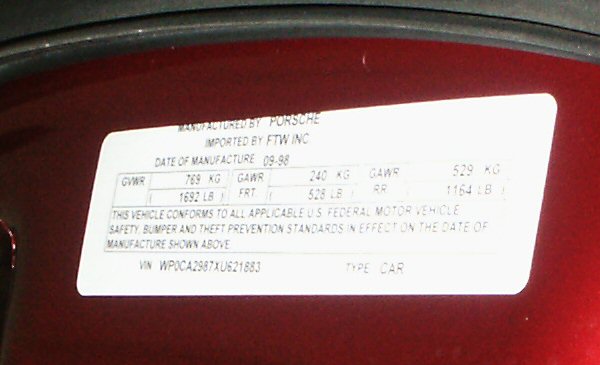 MANUFACTURED BY PORSCHE
IMPORTED BY FTW INC
DATE OF MANUFACTURE 09-98
GVWR 769 KG GAWR 240 KG GAWR 529 KG
( 1692 LB ) FRT. ( 528 LB ) RR ( 1164 LB )
THIS VEHICLE CONFORMS TO ALL APPLICABLE U.S. FEDERAL MOTOR VEHICLE
SAFETY, BUMPER AND THEFT PREVENTION STANDARDS IN EFFECT ON THE DATE OF
MANUFACTURE SHOWN ABOVE
VIN WP0CA2987XU621883 TYPE CAR